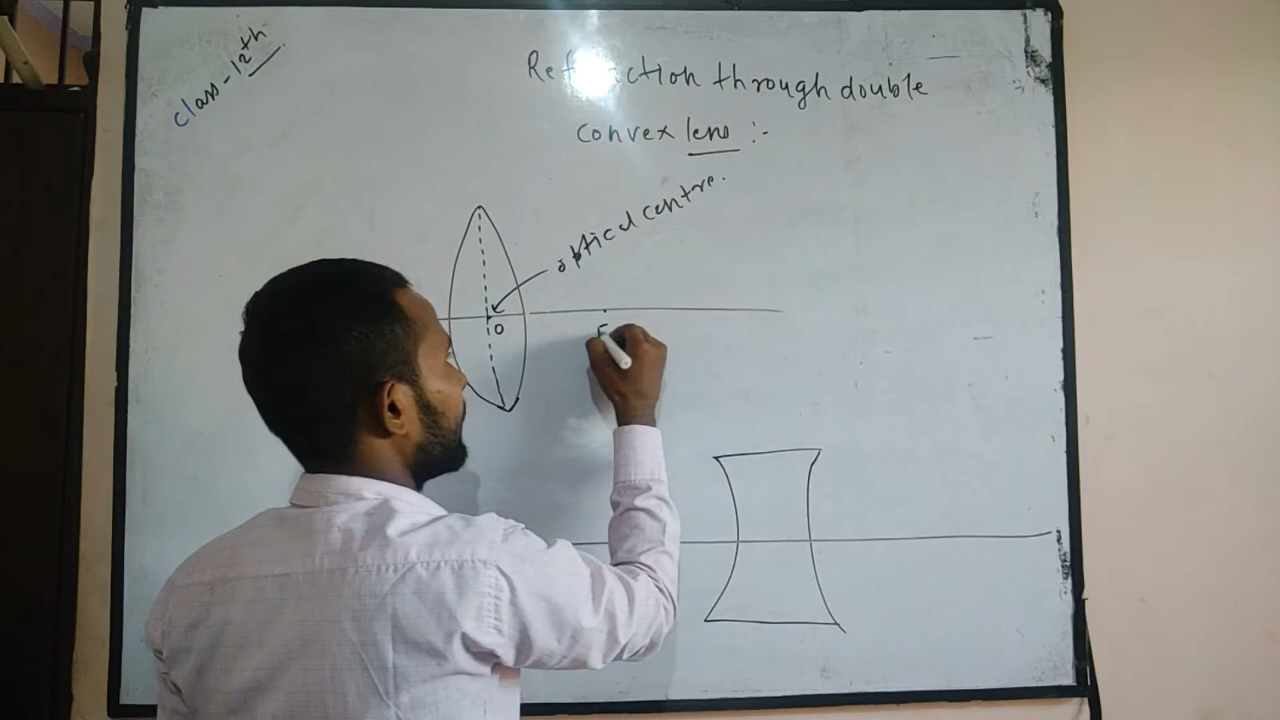 class-12th
Refraction through double
convex lens :-
optical centre.
O
F